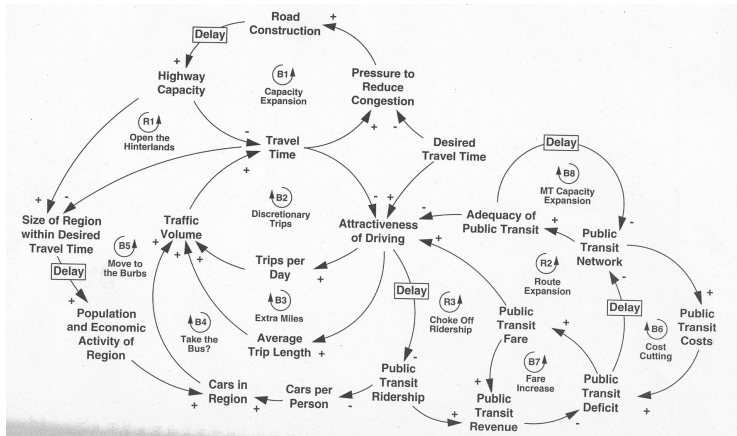 Road
Construction
+
Delay
+
Highway
Capacity
B1
Capacity
Expansion
Pressure to
Reduce
Congestion
R1
Open the
Hinterlands
-
Travel
Time
+
-
Desired
Travel Time
+
Delay
B8
MT Capacity
Expansion
+
-
Size of Region
within Desired
Travel Time
B2
Discretionary
Trips
-
+
Attractiveness
of Driving
-
Adequacy of
Public Transit
+
-
Public
Transit
Network
-
Traffic
Volume
B5
Move to
the Burbs
+
+
+
+
Delay
Trips per
Day
+
R2
Route
Expansion
+
Population
and Economic
Activity of
Region
B3
Extra Miles
Delay
R3
Choke Off
Ridership
Public
Transit
Fare
+
Delay
+
Public
Transit
Costs
B6
Cost
Cutting
B4
Take the
Bus?
Average
Trip Length
+
-
Public
Transit
Ridership
B7
Fare
Increase
+
Public
Transit
Deficit
+
-
Cars in
Region
+
+
Cars per
Person
-
+
Public
Transit
Revenue